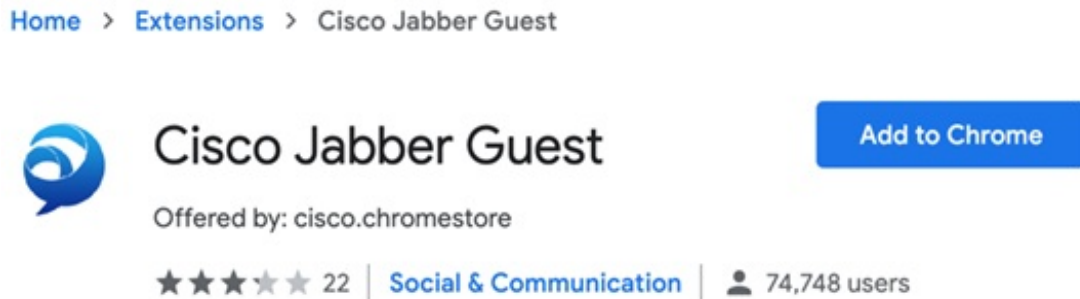 Home > Extensions > Cisco Jabber Guest
Cisco Jabber Guest
Add to Chrome
Offered by: cisco.chromestore
22 | Social & Communication | 74,748 users